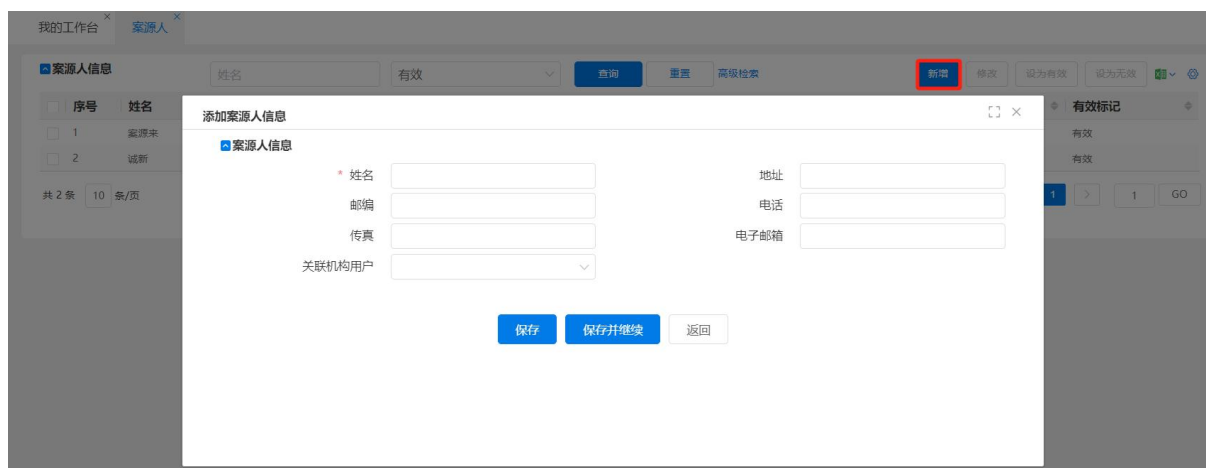 我的工作台 × 案源人 ×
案源人信息 姓名 有效 查询 重置 高级检索 新增 修改 设为有效 设为无效
序号 姓名 有效标记
1 案源来 有效
2 诚新 有效
共 2 条 10 条/页 1 > 1 GO
添加案源人信息
案源人信息
* 姓名 地址
邮编 电话
传真 电子邮箱
关联机构用户
保存 保存并继续 返回